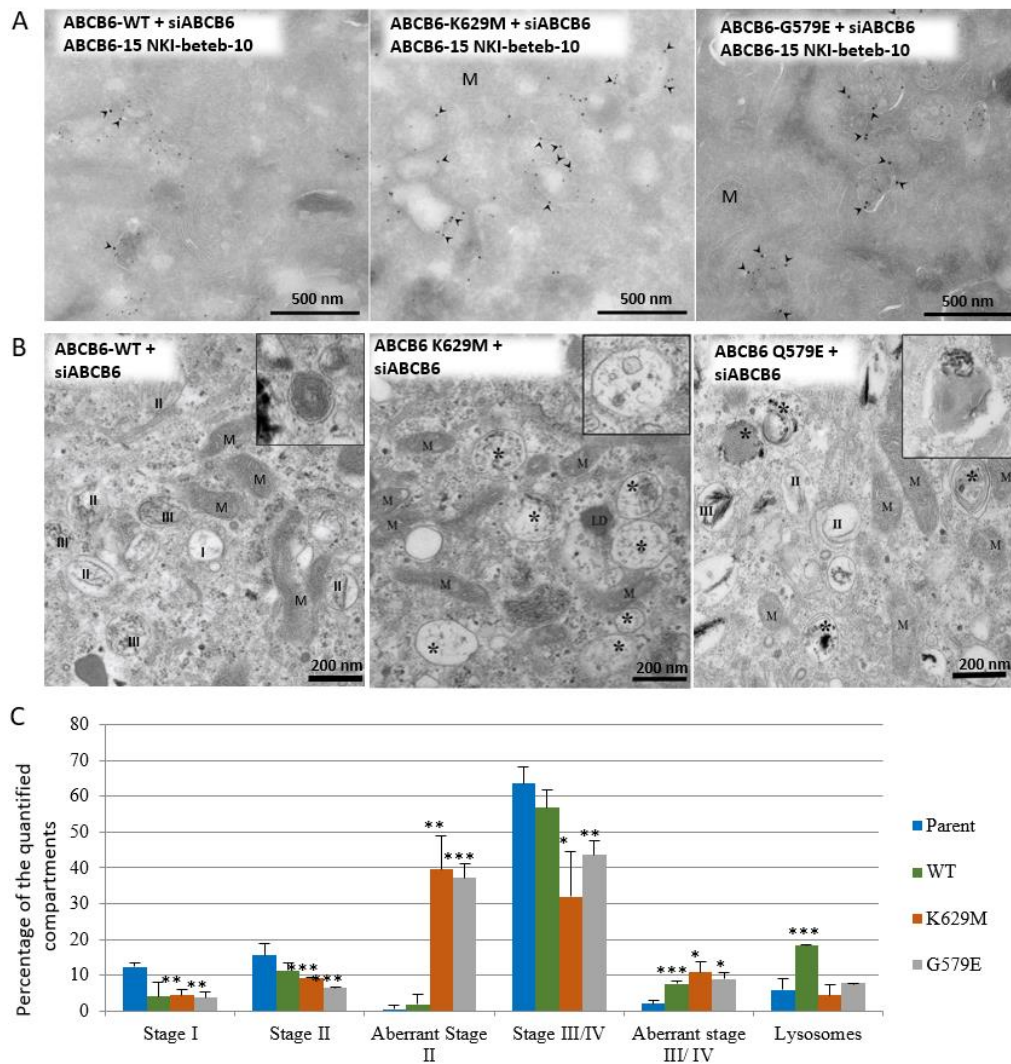 A
ABCB6-WT + siABCB6
ABCB6-15 NKI-beteb-10
ABCB6-K629M + siABCB6
ABCB6-15 NKI-beteb-10
ABCB6-G579E + siABCB6
ABCB6-15 NKI-beteb-10
M
M
500 nm
500 nm
500 nm
B
ABCB6-WT +
siABCB6
ABCB6 K629M +
siABCB6
ABCB6 Q579E +
siABCB6
II
M
M
II
III
M
III
I
II
II
M
III
200 nm
M
*
M
*
M
*
M
LD
*
M
M
*
*
*
200 nm
*
*
II
M
*
M
III
II
M
M
M
*
200 nm
C
Percentage of the quantified
compartments
80
70
60
50
40
30
20
10
0
** **
*** ***
** ***
* **
*** * *
***
Stage I
Stage II
Aberrant Stage
II
Stage III/IV
Aberrant stage
III/ IV
Lysosomes
Parent
WT
K629M
G579E